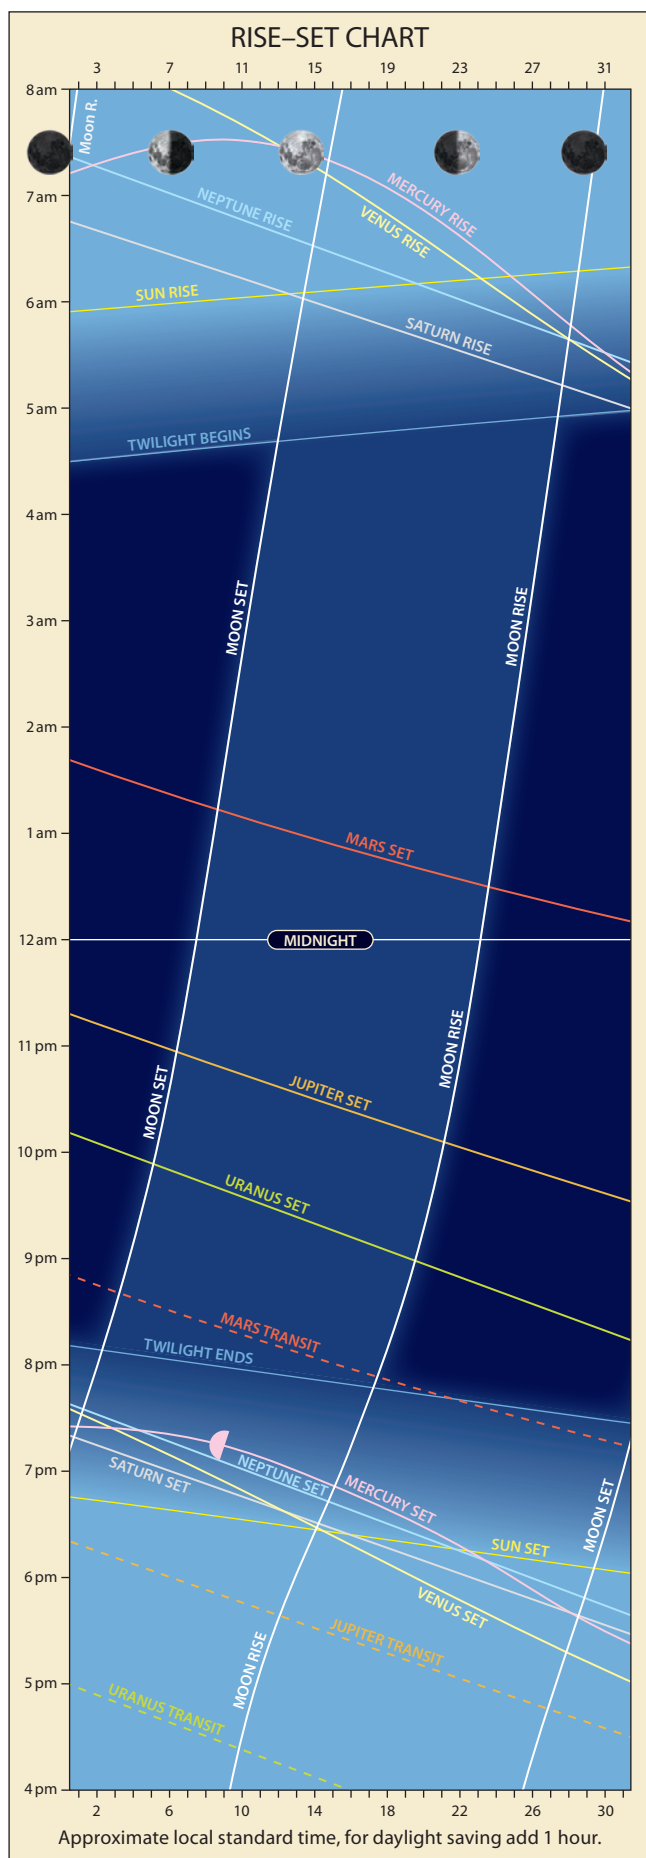 RISE–SET CHART
3 7 11 15 19 23 27 31
8 am
Moon R.
MERCURY RISE
7 am
NEPTUNE RISE
VENUS RISE
SUN RISE
6 am
SATURN RISE
5 am
TWILIGHT BEGINS
4 am
MOON SET
MOON RISE
3 am
2 am
1 am
MARS SET
12 am
MIDNIGHT
MOON RISE
11 pm
JUPITER SET
MOON SET
10 pm
URANUS SET
9 pm
MARS TRANSIT
TWILIGHT ENDS
8 pm
7 pm
SATURN SET
NEPTUNE SET
MERCURY SET
MOON SET
SUN SET
6 pm
VENUS SET
JUPITER TRANSIT
MOON RISE
5 pm
URANUS TRANSIT
4 pm
2 6 10 14 18 22 26 30
Approximate local standard time, for daylight saving add 1 hour.